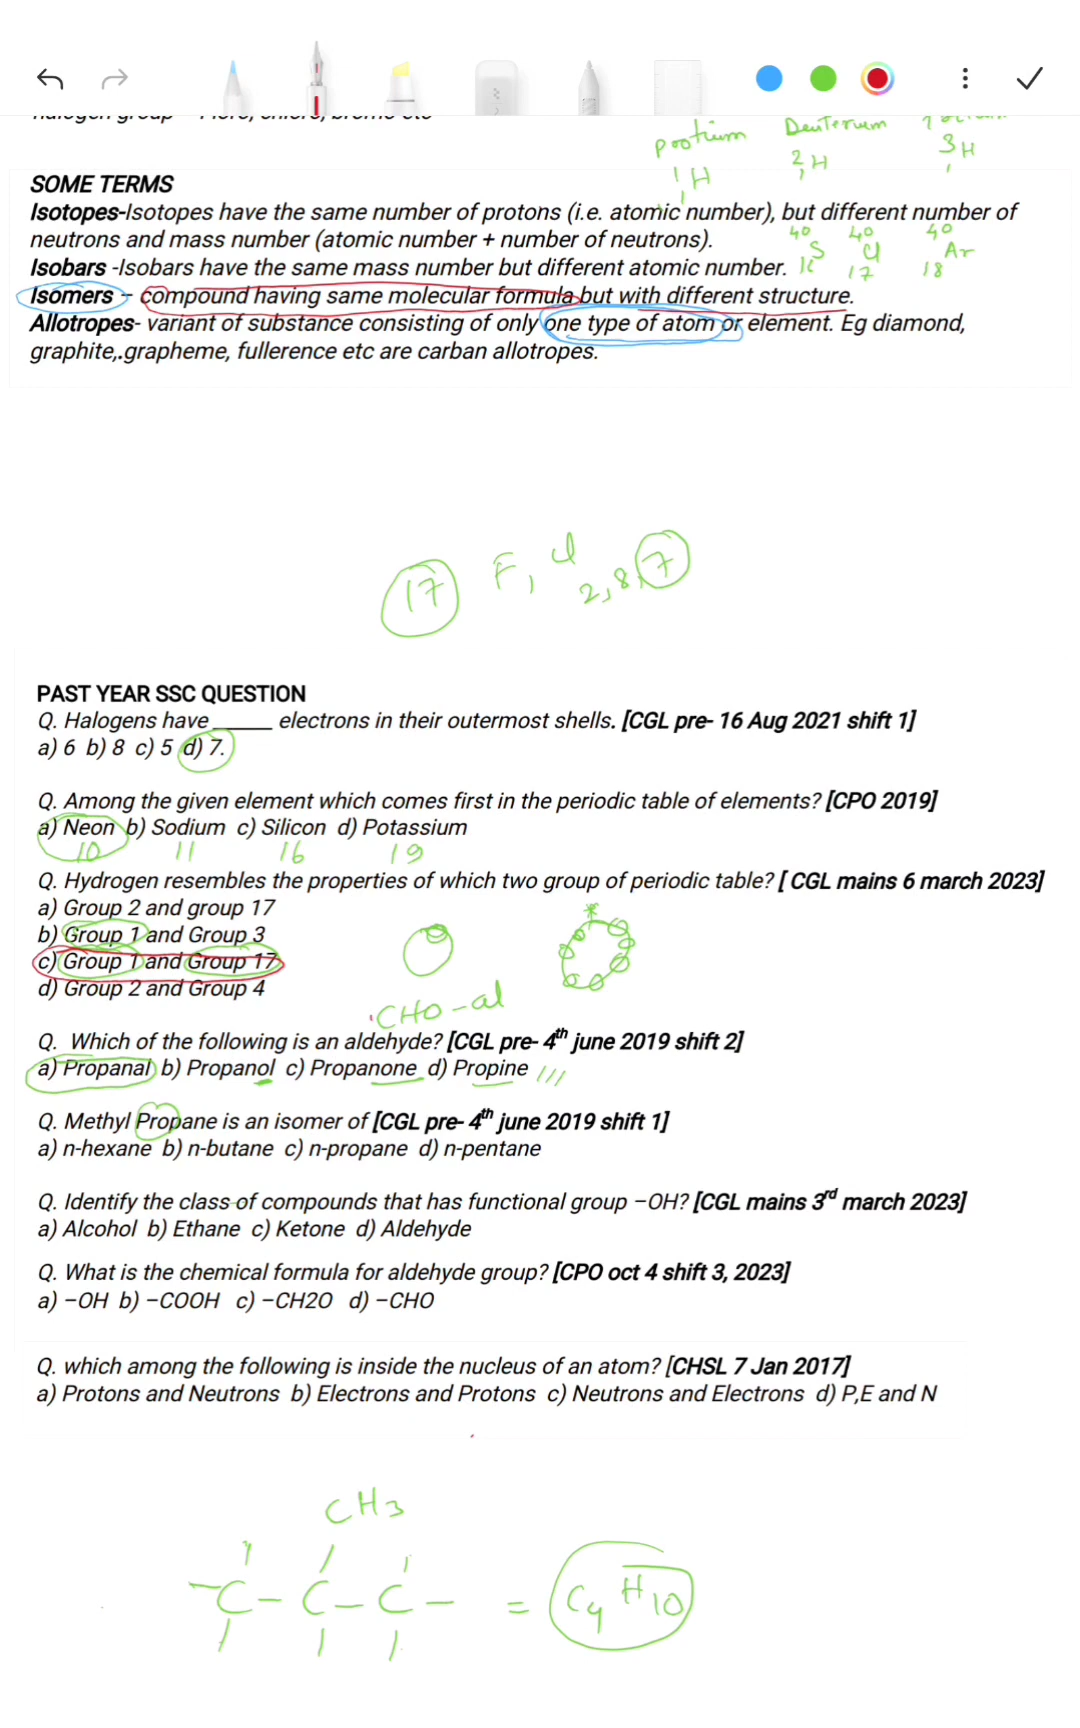 protium Deuterium
1 1 H 2 1 H 3 1 H
SOME TERMS
Isotopes-Isotopes have the same number of protons (i.e. atomic number), but different number of
neutrons and mass number (atomic number + number of neutrons).
40 S 40 17 Cl 40 18 Ar
Isobars -Isobars have the same mass number but different atomic number.
Isomers - compound having same molecular formula but with different structure.
Allotropes- variant of substance consisting of only one type of atom or element. Eg diamond,
graphite,.grapheme, fullerence etc are carban allotropes.
17 F, Cl 2,8,7
PAST YEAR SSC QUESTION
Q. Halogens have _____ electrons in their outermost shells. [CGL pre- 16 Aug 2021 shift 1]
a) 6 b) 8 c) 5 d) 7.
Q. Among the given element which comes first in the periodic table of elements? [CPO 2019]
a) Neon b) Sodium c) Silicon d) Potassium
10 11 16 19
Q. Hydrogen resembles the properties of which two group of periodic table? [ CGL mains 6 march 2023]
a) Group 2 and group 17
b) Group 1 and Group 3
c) Group 1 and Group 17
d) Group 2 and Group 4
CHO-al
Q. Which of the following is an aldehyde? [CGL pre- 4th june 2019 shift 2]
a) Propanal b) Propanol c) Propanone d) Propine
Q. Methyl Propane is an isomer of [CGL pre- 4th june 2019 shift 1]
a) n-hexane b) n-butane c) n-propane d) n-pentane
Q. Identify the class of compounds that has functional group -OH? [CGL mains 3rd march 2023]
a) Alcohol b) Ethane c) Ketone d) Aldehyde
Q. What is the chemical formula for aldehyde group? [CPO oct 4 shift 3, 2023]
a) -OH b) -COOH c) -CH2O d) -CHO
Q. which among the following is inside the nucleus of an atom? [CHSL 7 Jan 2017]
a) Protons and Neutrons b) Electrons and Protons c) Neutrons and Electrons d) P,E and N
CH3
-C-C-C- = C4H10